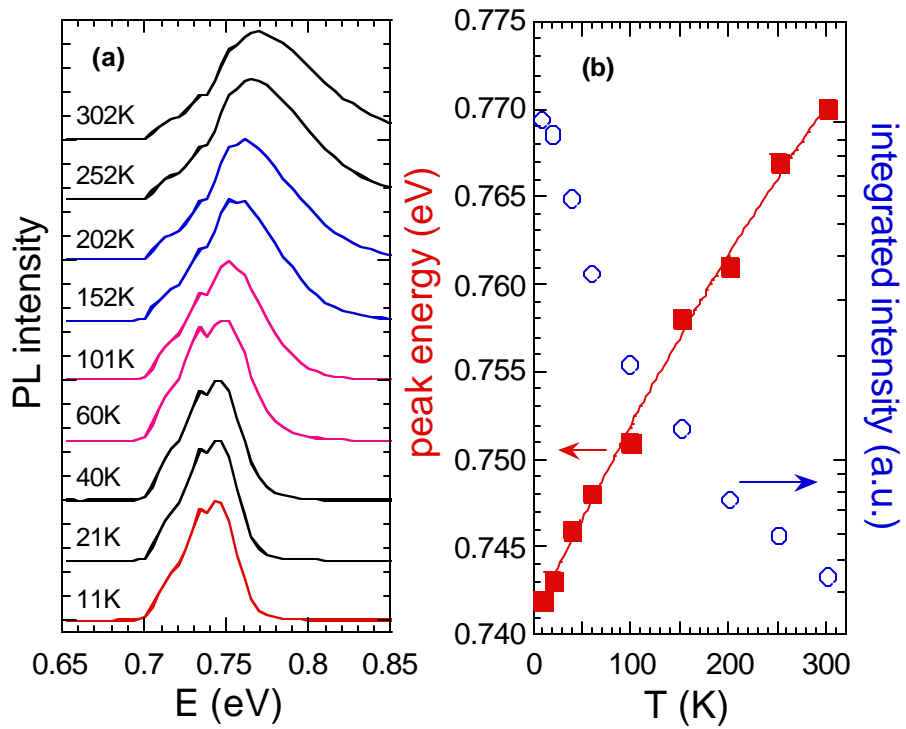 (a)
302K
252K
202K
152K
101K
60K
40K
21K
11K
PL intensity
0.65
0.7
0.75
0.8
0.85
E (eV)
(b)
0.775
0.770
0.765
0.760
0.755
0.750
0.745
0.740
peak energy (eV)
integrated intensity (a.u.)
0
100
200
300
T (K)